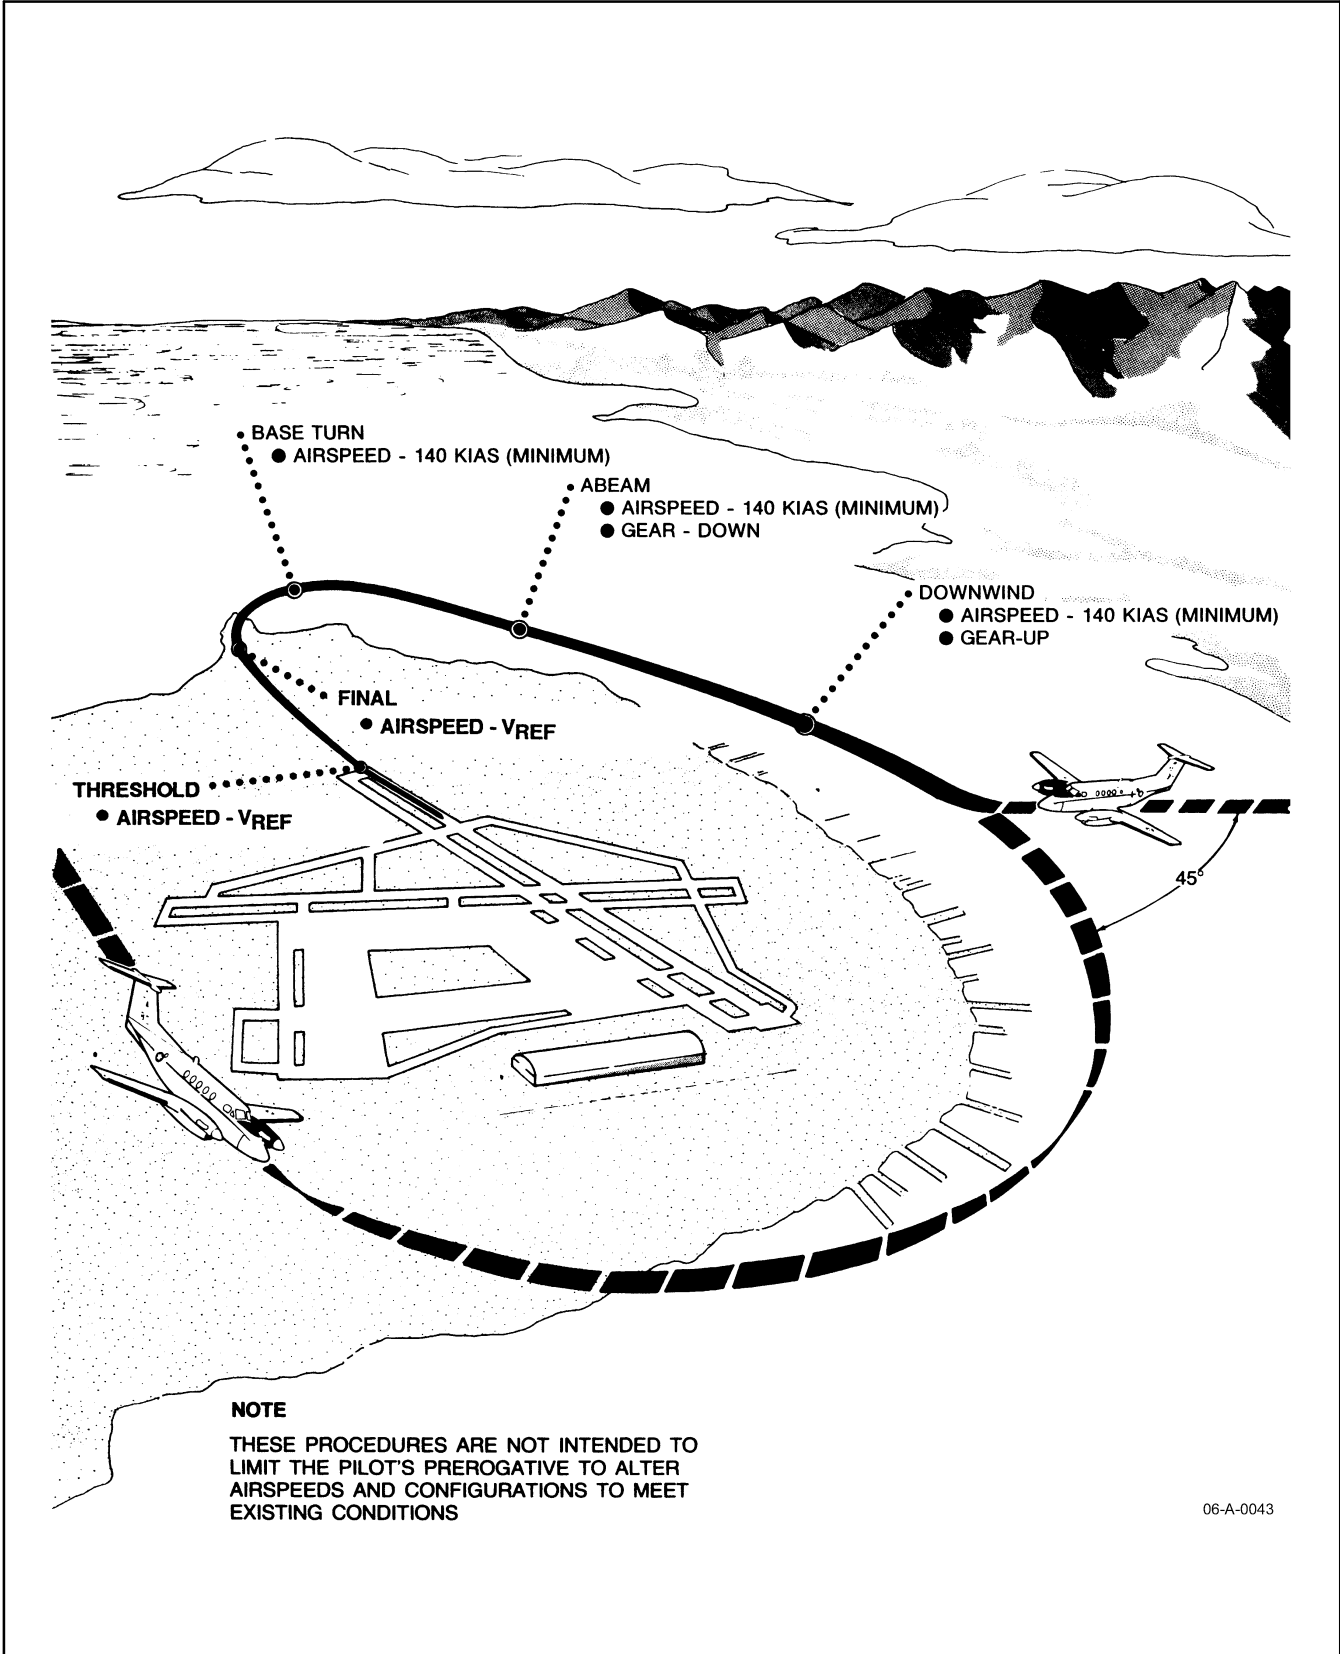 BASE TURN
● AIRSPEED - 140 KIAS (MINIMUM)
ABEAM
● AIRSPEED - 140 KIAS (MINIMUM)
● GEAR - DOWN
DOWNWIND
● AIRSPEED - 140 KIAS (MINIMUM)
● GEAR-UP
FINAL
● AIRSPEED - VREF
THRESHOLD
● AIRSPEED - VREF
45°
NOTE
THESE PROCEDURES ARE NOT INTENDED TO
LIMIT THE PILOT'S PREROGATIVE TO ALTER
AIRSPEEDS AND CONFIGURATIONS TO MEET
EXISTING CONDITIONS
06-A-0043